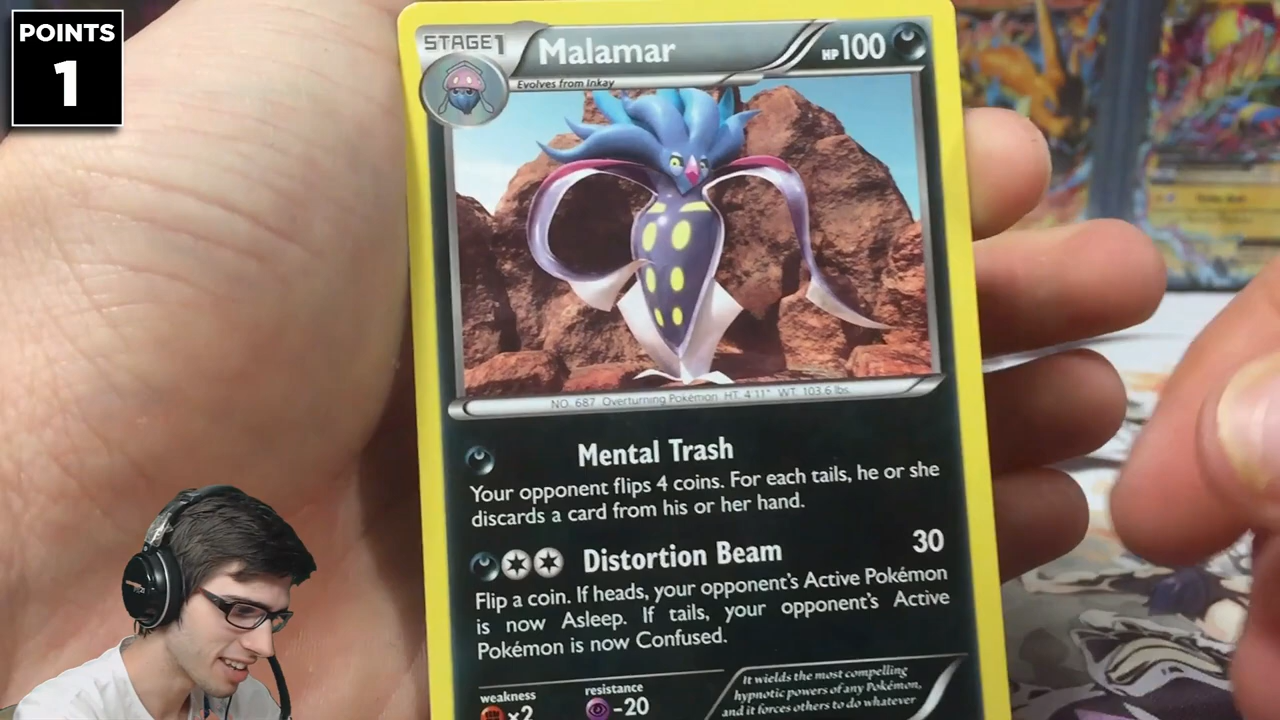 POINTS
1
STAGE1
Malamar
HP100
Evolves from Inkay
NO. 687 Overturning Pokémon HT. 4'11" WT. 103.6 lbs.
Mental Trash
Your opponent flips 4 coins. For each tails, he or she
discards a card from his or her hand.
Distortion Beam 30
Flip a coin. If heads, your opponent's Active Pokémon
is now Asleep. If tails, your opponent's Active
Pokémon is now Confused.
weakness
×2
resistance
-20
It wields the most compelling
hypnotic powers of any Pokémon,
and it forces others to do whatever